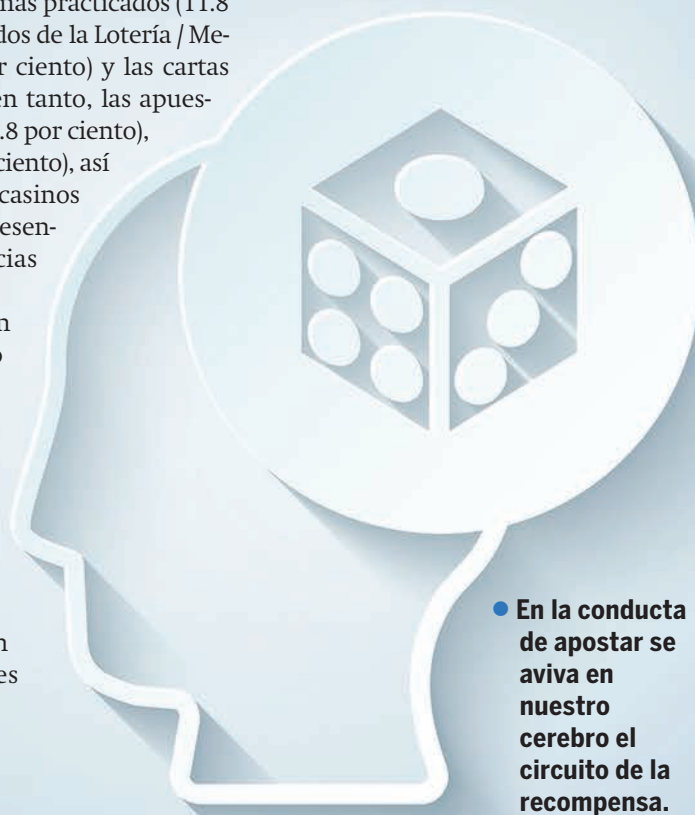 más practicados (11.8
dos de la Lotería / Me-
r ciento) y las cartas
en tanto, las apues-
.8 por ciento),
ciento), así
casinos
esen-
cias
n
o
n
es
● En la conducta
de apostar se
aviva en
nuestro
cerebro el
circuito de la
recompensa.